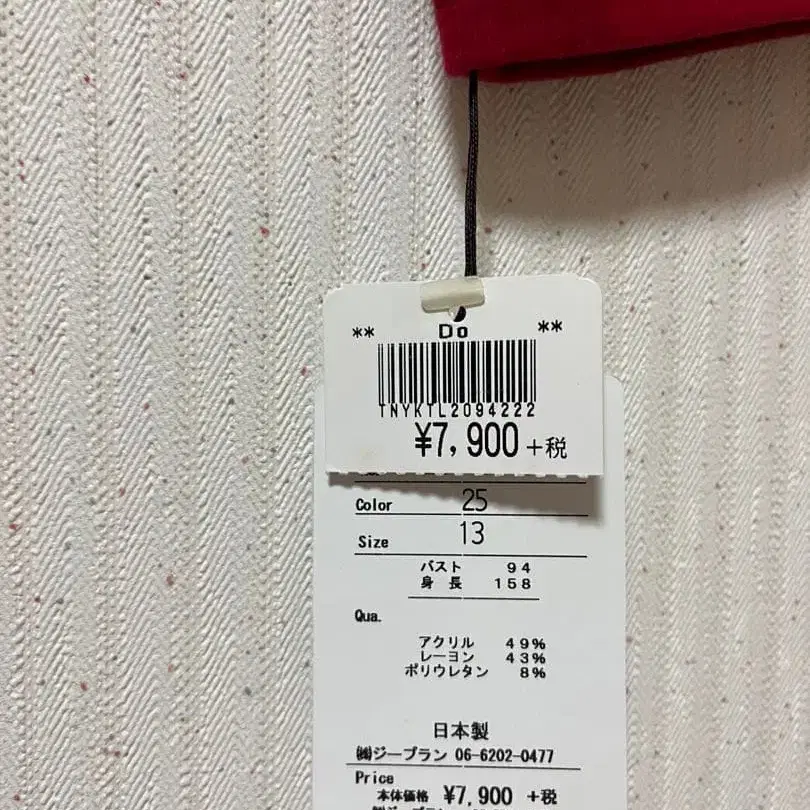 ** Do **
TNYKTL2094222
¥7,900 +税
Color 25
Size 13
バスト 94
身長 158
Qua.
アクリル 49%
レーヨン 43%
ポリウレタン 8%
日本製
㈱ジープラン 06-6202-0477
Price
本体価格 ¥7,900 +税